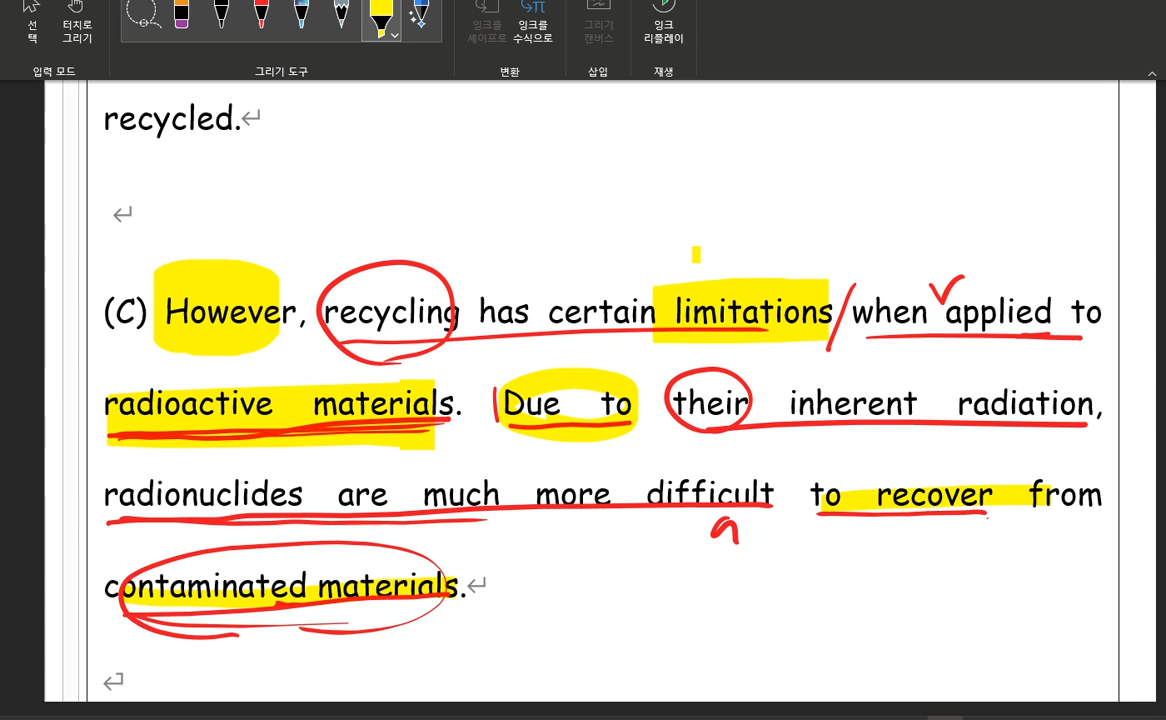 선택
터치로 그리기
잉크를 셰이프로
잉크를 수식으로
그리기 캔버스
잉크 리플레이
입력 모드
그리기 도구
변환
삽입
재생
recycled.
(C) However, recycling has certain limitations when applied to
radioactive materials. Due to their inherent radiation,
radionuclides are much more difficult to recover from
contaminated materials.